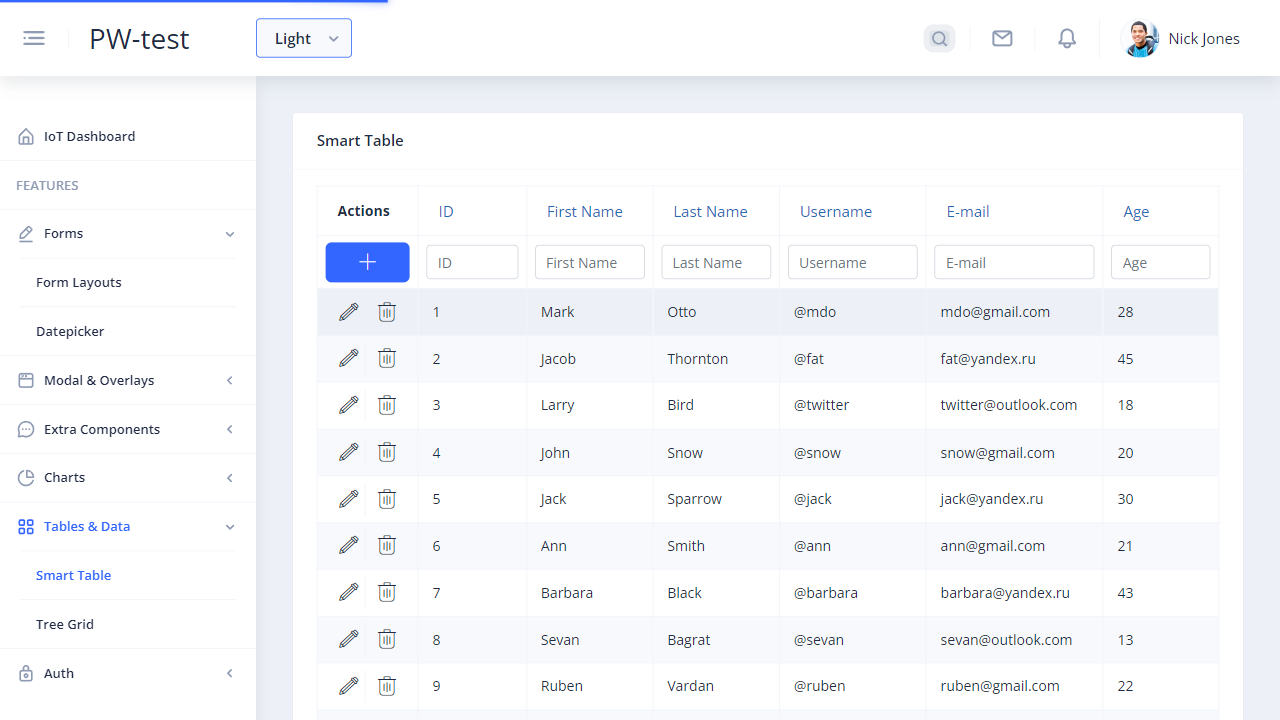 PW-test
Light
Nick Jones
IoT Dashboard
FEATURES
Forms
Form Layouts
Datepicker
Modal & Overlays
Extra Components
Charts
Tables & Data
Smart Table
Tree Grid
Auth
Smart Table
Actions ID First Name Last Name Username E-mail Age
ID First Name Last Name Username E-mail Age
1 Mark Otto @mdo mdo@gmail.com 28
2 Jacob Thornton @fat fat@yandex.ru 45
3 Larry Bird @twitter twitter@outlook.com 18
4 John Snow @snow snow@gmail.com 20
5 Jack Sparrow @jack jack@yandex.ru 30
6 Ann Smith @ann ann@gmail.com 21
7 Barbara Black @barbara barbara@yandex.ru 43
8 Sevan Bagrat @sevan sevan@outlook.com 13
9 Ruben Vardan @ruben ruben@gmail.com 22